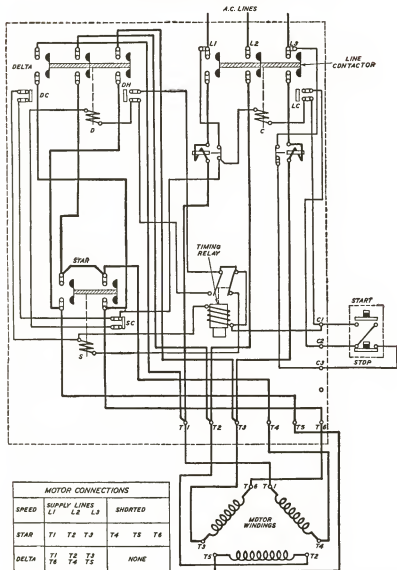 A.C. LINES
L1 L2 L3
DELTA
LINE CONTACTOR
DC
DH
LC
D
C
STAR
TIMING RELAY
SC
S
C1
C2
C3
START
STOP
T1 T2 T3 T4 T5 T6
T6 T1
MOTOR WINDINGS
T3 T4
T5 T2
MOTOR CONNECTIONS
SPEED SUPPLY LINES L1 L2 L3 SHORTED
STAR T1 T2 T3 T4 T5 T6
DELTA T1 T2 T3 NONE
T6 T4 T5